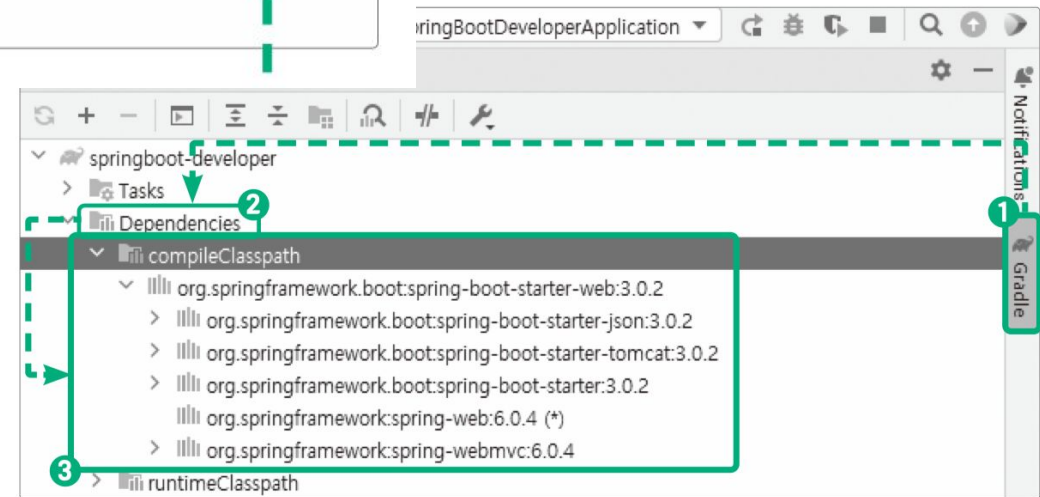 pringBootDeveloperApplication
Notifications
springboot-developer
Tasks
2
Dependencies
1
Gradle
compileClasspath
org.springframework.boot:spring-boot-starter-web:3.0.2
org.springframework.boot:spring-boot-starter-json:3.0.2
org.springframework.boot:spring-boot-starter-tomcat:3.0.2
org.springframework.boot:spring-boot-starter:3.0.2
org.springframework:spring-web:6.0.4 (*)
org.springframework:spring-webmvc:6.0.4
3
runtimeClasspath